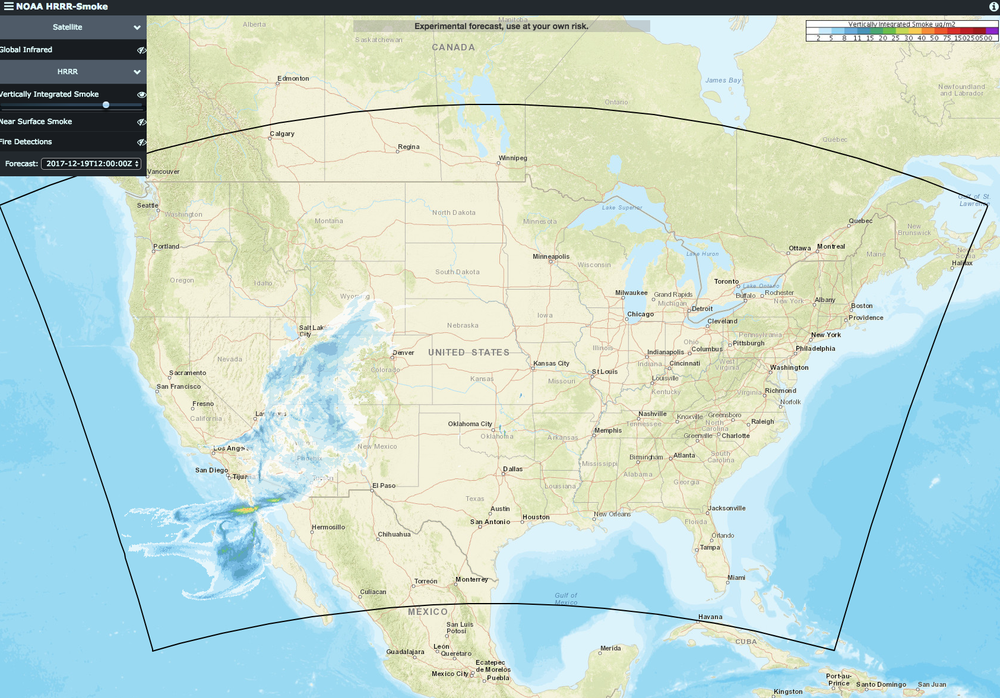 NOAA HRRR-Smoke
Satellite
Global Infrared
HRRR
Vertically Integrated Smoke
Near Surface Smoke
Fire Detections
Forecast: 2017-12-19T12:00:00Z
Experimental forecast, use at your own risk.
Vertically Integrated Smoke ug/m2
2 5 8 11 15 20 25 30 40 50 75 150250500
Alberta
Manitoba
Saskatchewan
CANADA
Edmonton
James Bay
Newfoundland
and Labrador
Ontario
Calgary
Québec
Regina
Winnipeg
Vancouver
Gulf of St.
Lawrence
Seattle
Washington
Lake Superior
North Dakota
Montana
Minnesota
Quebec
New
Brunswick
Portland
Ottawa
Montreal
Nova
Scotia
Maine
Lake Huron
Minneapolis
Wisconsin
Halifax
Oregon
Idaho
South Dakota
Toronto
Lake Ontario
Wyoming
Milwaukee
Grand Rapids
Michigan
Buffalo
Rochester
New York
Albany
Boston
Detroit
Chicago
Iowa
Providence
Cleveland
Salt Lake
City
Nebraska
Pennsylvania
New York
Pittsburgh
Ohio
Columbus
Philadelphia
Illinois
Indianapolis
Indiana
Cincinnati
UNITED STATES
Denver
Colorado
Nevada
Kansas City
West
Virginia
Washington
Sacramento
St Louis
Kansas
Missouri
Louisville
San Francisco
Kentucky
Virginia
Richmond
Norfolk
Fresno
California
Las Vegas
Nashville
Tennessee
Knoxville
Greensboro
North
Carolina
Raleigh
Oklahoma City
Oklahoma
Memphis
Arkansas
Greenville
Charlotte
Los Angeles
New Mexico
Phoenix
Birmingham
Atlanta
South
Carolina
Mississippi
San Diego
Tijuana
Dallas
Alabama
Georgia
El Paso
Louisiana
Texas
Austin
Jacksonville
New Orleans
Houston
San Antonio
Florida
Hermosillo
Chihuahua
Orlando
Tampa
Miami
Torreón
Monterrey
Culiacan
Gulf of
Mexico
MÉXICO
Havana
San Luis
Potosi
CUBA
León
Merida
Guadalajara
Querétaro
Ecatepec
de Morelos
Mexico City
Puebla
Port-au-
Prince
Santo Domingo
San Juan
Kingston